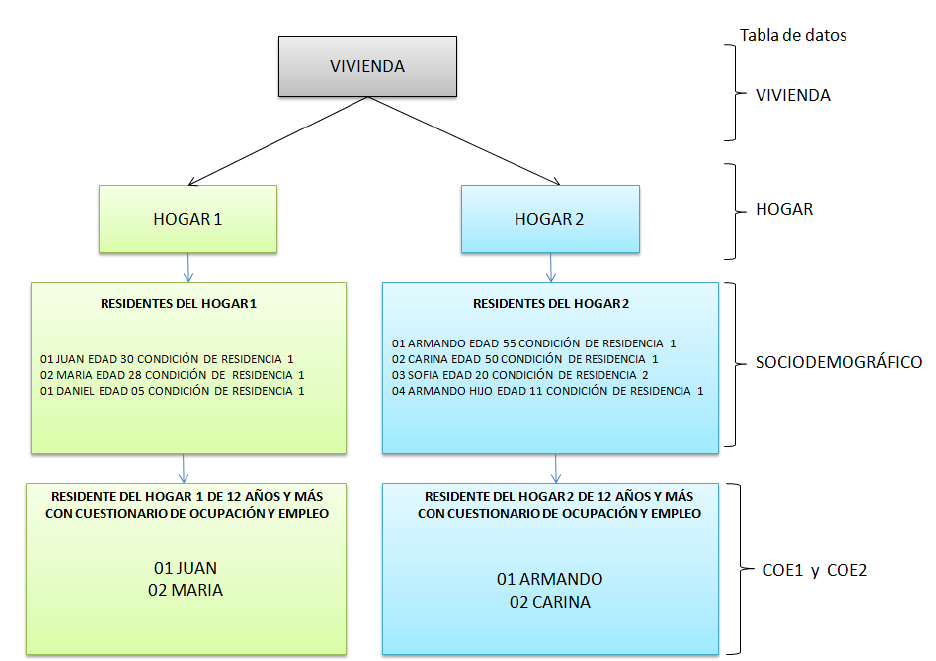 Tabla de datos
VIVIENDA
VIVIENDA
HOGAR 1
HOGAR 2
HOGAR
RESIDENTES DEL HOGAR 1
01 JUAN EDAD 30 CONDICIÓN DE RESIDENCIA 1
02 MARIA EDAD 28 CONDICIÓN DE RESIDENCIA 1
01 DANIEL EDAD 05 CONDICIÓN DE RESIDENCIA 1
RESIDENTES DEL HOGAR 2
01 ARMANDO EDAD 55 CONDICIÓN DE RESIDENCIA 1
02 CARINA EDAD 50 CONDICIÓN DE RESIDENCIA 1
03 SOFIA EDAD 20 CONDICIÓN DE RESIDENCIA 2
04 ARMANDO HIJO EDAD 11 CONDICIÓN DE RESIDENCIA 1
SOCIODEMOGRÁFICO
RESIDENTE DEL HOGAR 1 DE 12 AÑOS Y MÁS
CON CUESTIONARIO DE OCUPACIÓN Y EMPLEO
01 JUAN
02 MARIA
RESIDENTE DEL HOGAR 2 DE 12 AÑOS Y MÁS
CON CUESTIONARIO DE OCUPACIÓN Y EMPLEO
01 ARMANDO
02 CARINA
COE1 y COE2